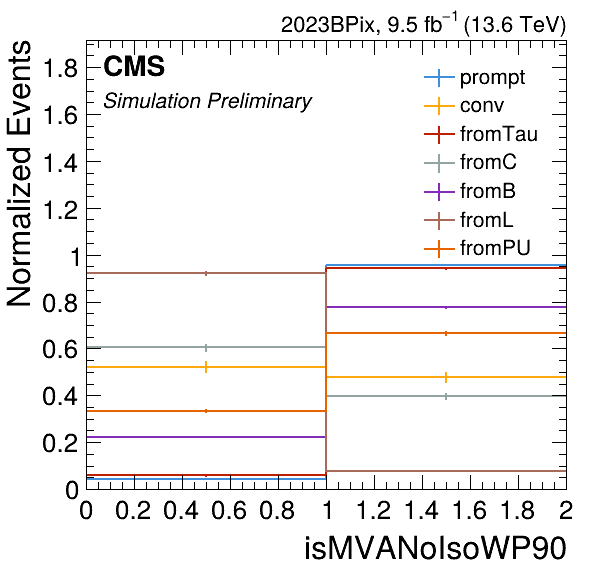 2023BPix, 9.5 fb⁻¹ (13.6 TeV)
CMS
Simulation Preliminary
prompt
conv
fromTau
fromC
fromB
fromL
fromPU
Normalized Events
1.8
1.6
1.4
1.2
1
0.8
0.6
0.4
0.2
0
0 0.2 0.4 0.6 0.8 1 1.2 1.4 1.6 1.8 2
isMVANoIsoWP90